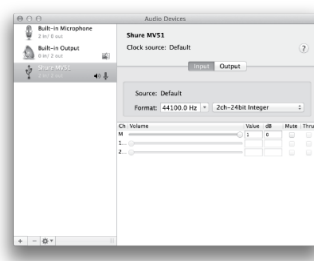 Audio Devices
Built-in Microphone
2 in/ 0 out
Built-in Output
0 in/ 2 out
Shure MV51
Shure MV51
Clock source: Default
?
Input Output
Source: Default
Format: 44100.0 Hz 2ch-24bit Integer
Ch Volume Value dB Mute Thru
M 1 0
1...
2...